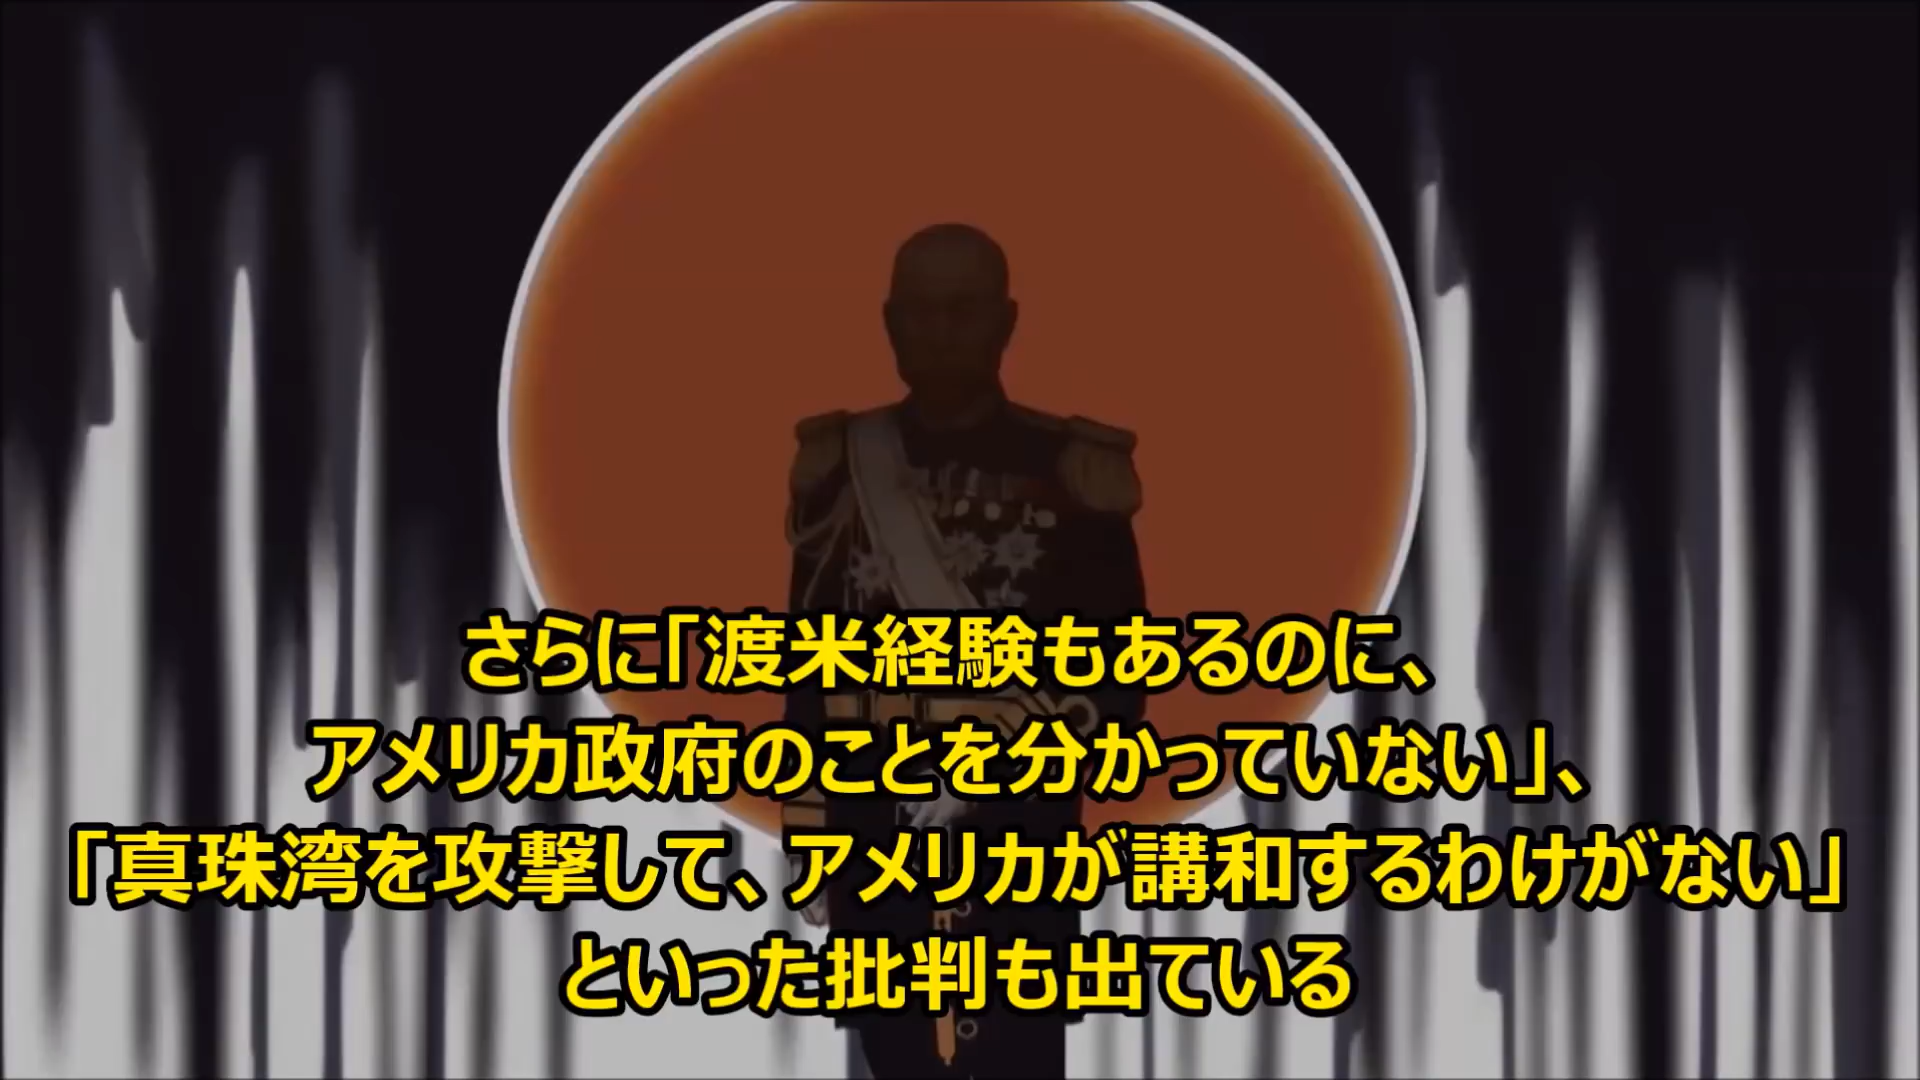 さらに「渡米経験もあるのに、
アメリカ政府のことを分かっていない」、
「真珠湾を攻撃して、アメリカが講和するわけがない」
といった批判も出ている